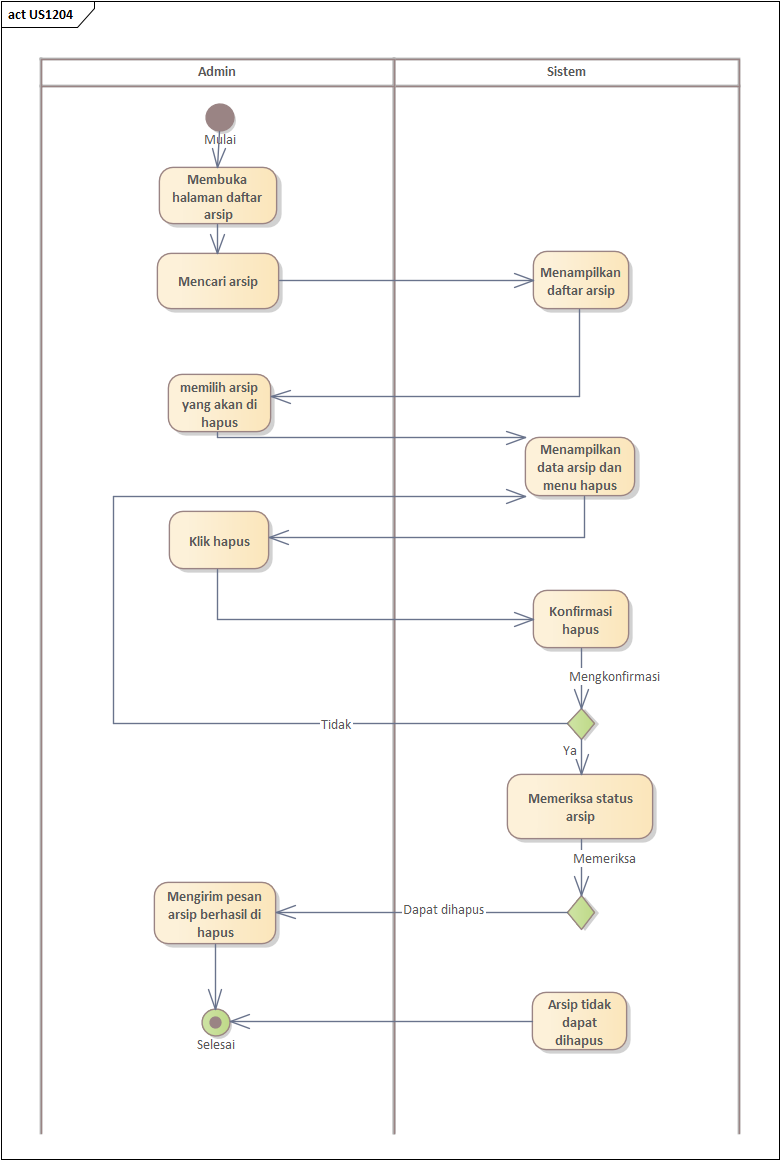 act US1204
Admin
Sistem
Mulai
Membuka
halaman daftar
arsip
Mencari arsip
Menampilkan
daftar arsip
memilih arsip
yang akan di
hapus
Menampilkan
data arsip dan
menu hapus
Klik hapus
Konfirmasi
hapus
Mengkonfirmasi
Tidak
Ya
Memeriksa status
arsip
Memeriksa
Dapat dihapus
Mengirim pesan
arsip berhasil di
hapus
Arsip tidak
dapat
dihapus
Selesai